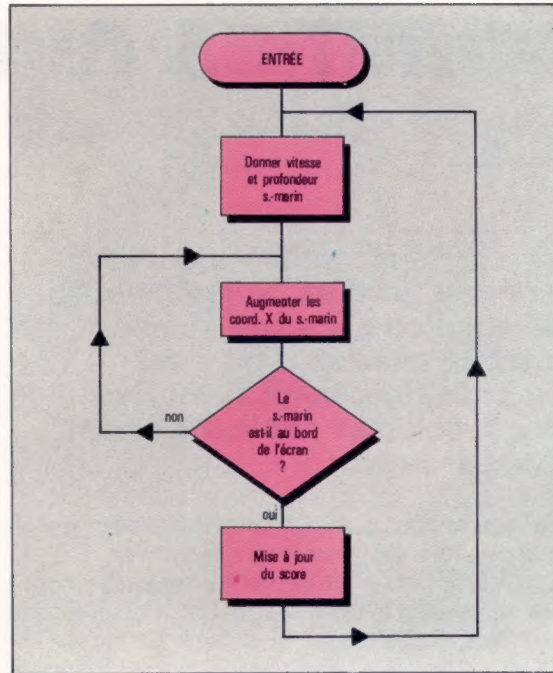 ENTRÉE
Donner vitesse
et profondeur
s.-marin
Augmenter les
coord. X du s.-marin
Le
s.-marin
est-il au bord
de l'écran
?
non
oui
Mise à jour
du score